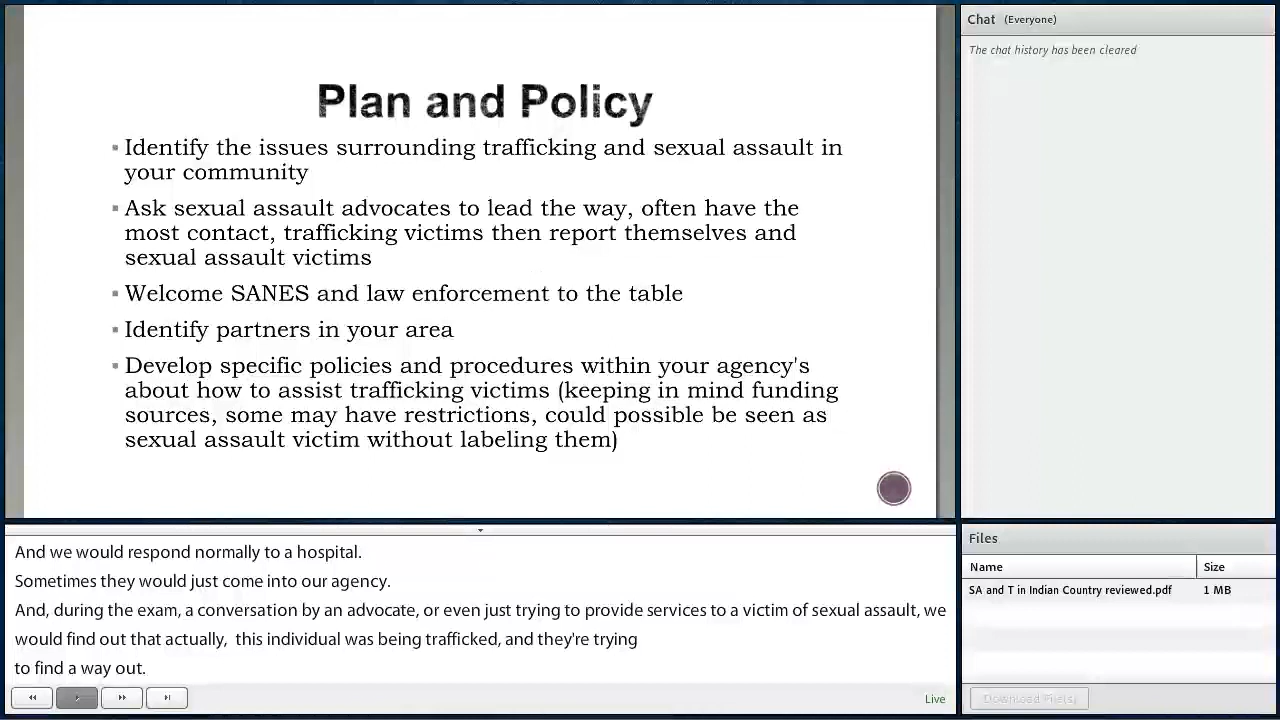 Plan and Policy
Identify the issues surrounding trafficking and sexual assault in
your community
Ask sexual assault advocates to lead the way, often have the
most contact, trafficking victims then report themselves and
sexual assault victims
Welcome SANES and law enforcement to the table
Identify partners in your area
Develop specific policies and procedures within your agency's
about how to assist trafficking victims (keeping in mind funding
sources, some may have restrictions, could possible be seen as
sexual assault victim without labeling them)
And we would respond normally to a hospital.
Sometimes they would just come into our agency.
And, during the exam, a conversation by an advocate, or even just trying to provide services to a victim of sexual assault, we
would find out that actually,  this individual was being trafficked, and they're trying
to find a way out.
Live
Chat (Everyone)
The chat history has been cleared
Files
Name Size
SA and T in Indian Country reviewed.pdf 1 MB
Download File(s)